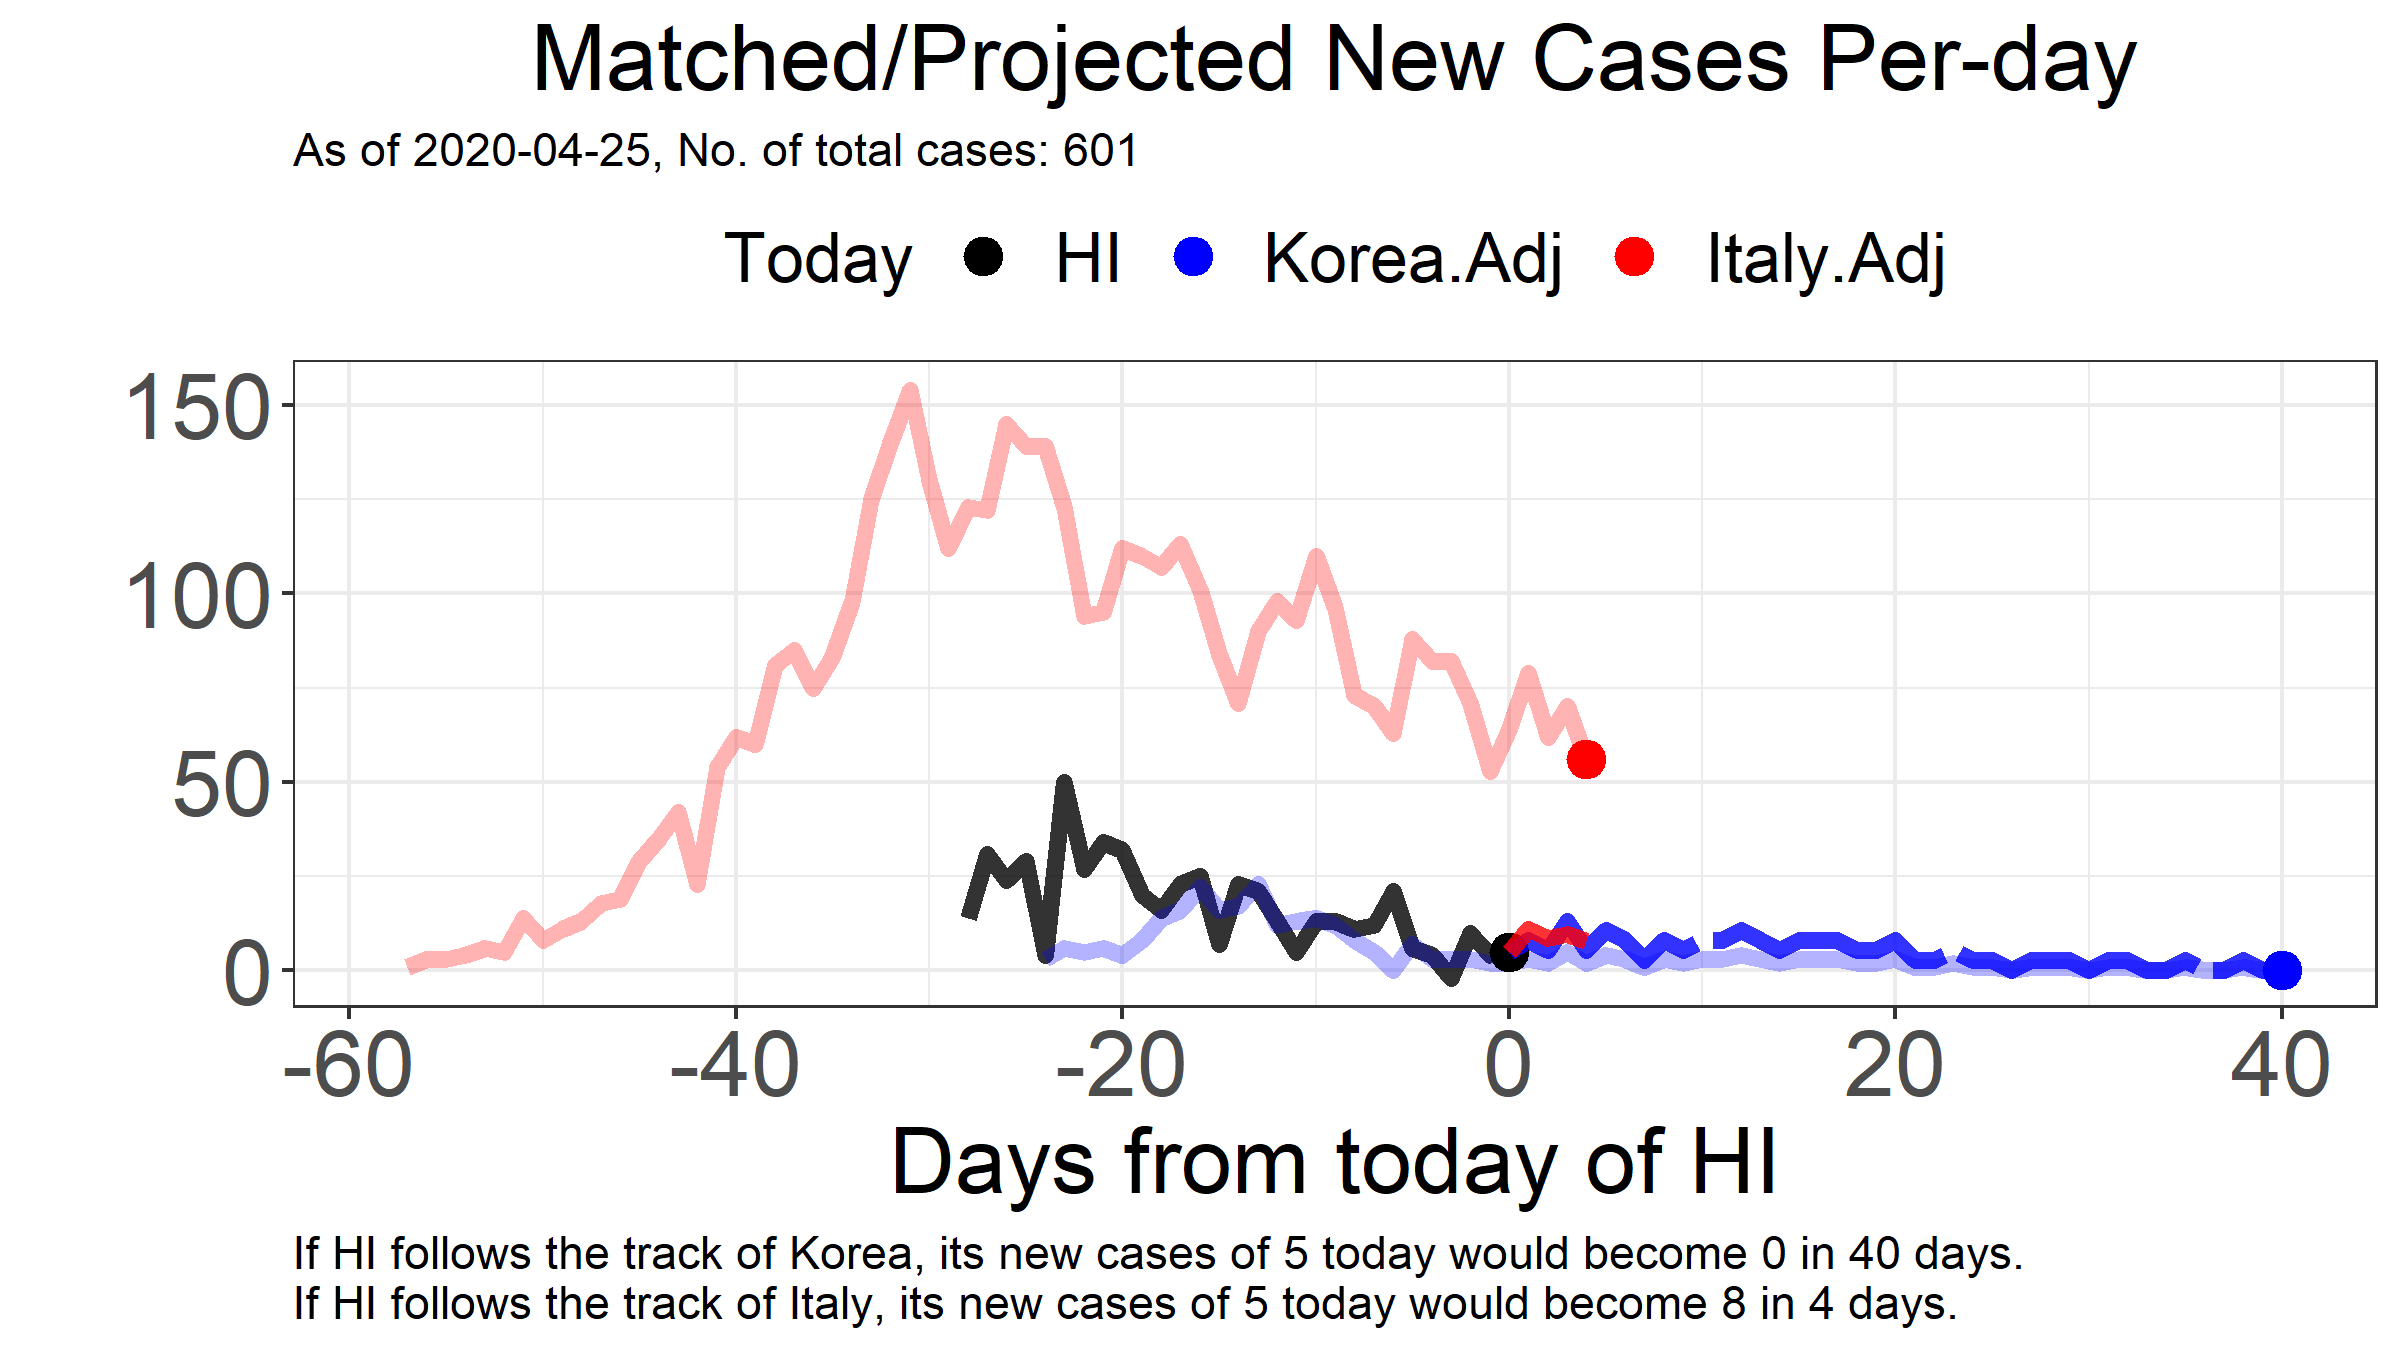 Matched/Projected New Cases Per-day
As of 2020-04-25, No. of total cases: 601
Today HI Korea.Adj Italy.Adj
150
100
50
0
-60 -40 -20 0 20 40
Days from today of HI
If HI follows the track of Korea, its new cases of 5 today would become 0 in 40 days.
If HI follows the track of Italy, its new cases of 5 today would become 8 in 4 days.